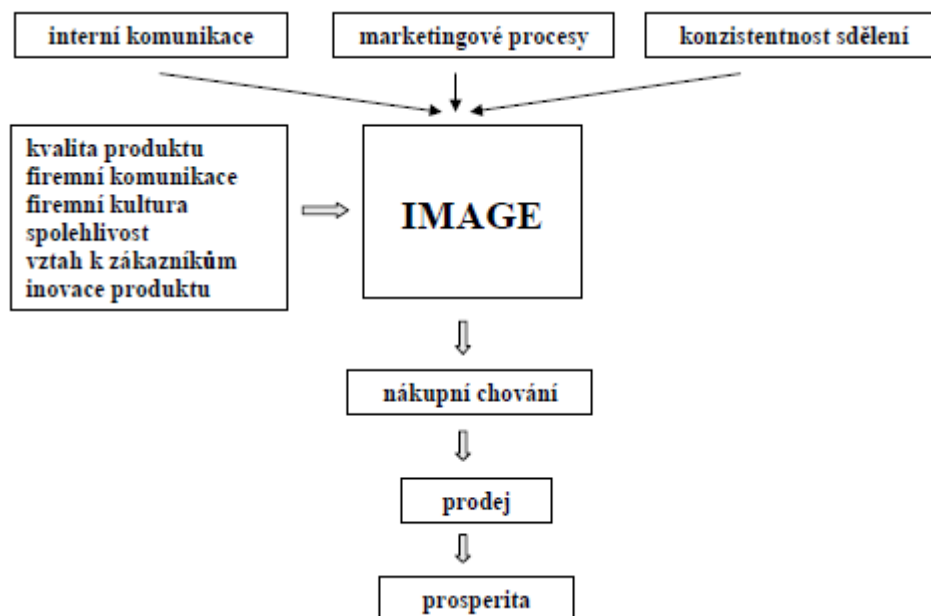 interní komunikace
marketingové procesy
konzistentnost sdělení
kvalita produktu
firemní komunikace
firemní kultura
spolehlivost
vztah k zákazníkům
inovace produktu
IMAGE
nákupní chování
prodej
prosperita